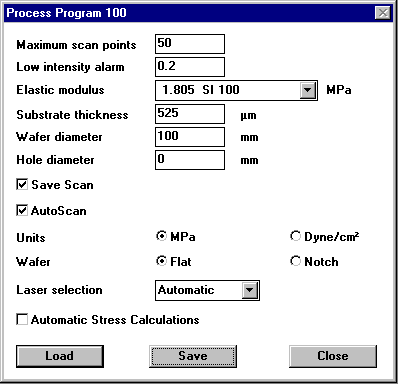 Process Program 100
Maximum scan points 50
Low intensity alarm 0.2
Elastic modulus 1.805 SI 100 MPa
Substrate thickness 525 µm
Wafer diameter 100 mm
Hole diameter 0 mm
Save Scan
AutoScan
Units MPa Dyne/cm²
Wafer Flat Notch
Laser selection Automatic
Automatic Stress Calculations
Load Save Close